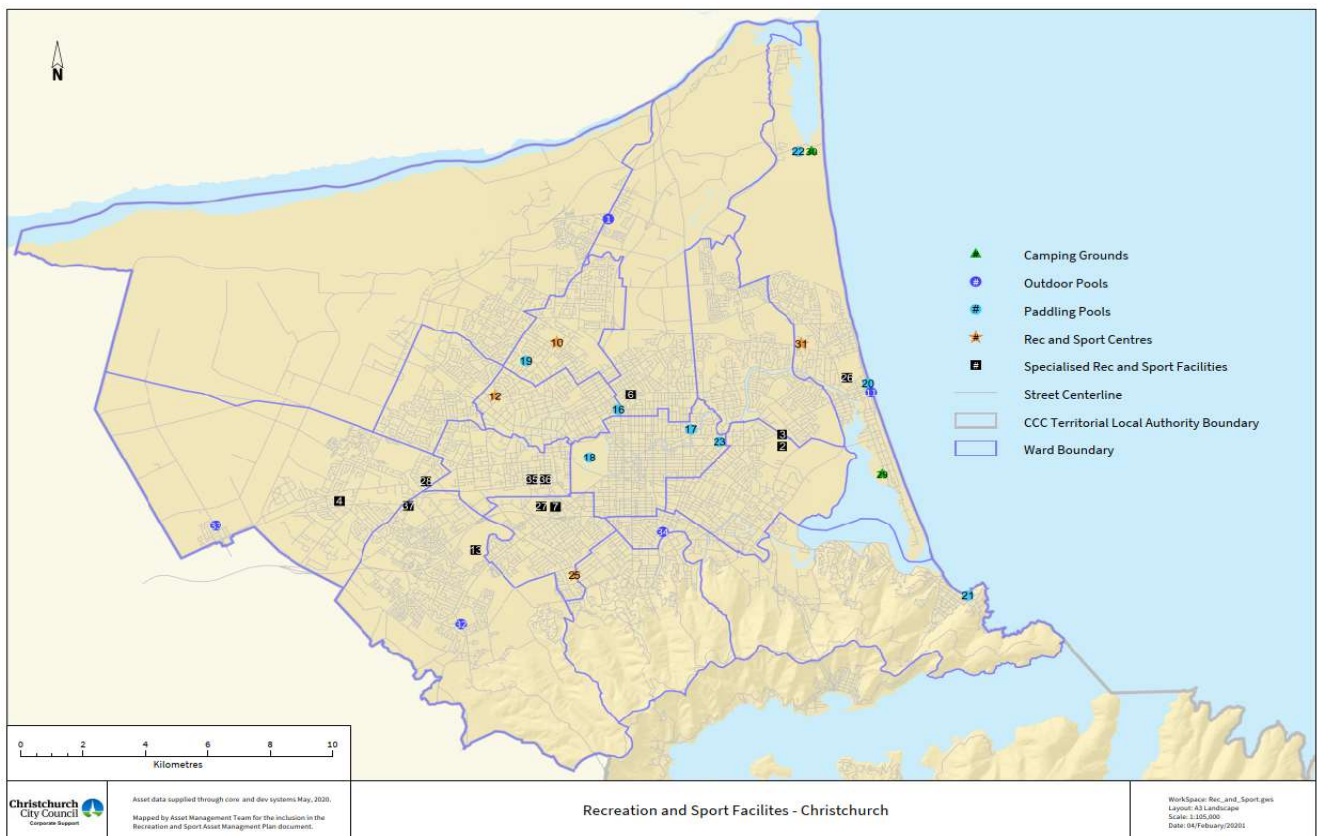 N
22 30
1
10
31
19
26
20
11
12
6
16
17
23
3
2
18
29
28
35 36
4
37
27 7
33
34
13
25
21
32
Camping Grounds
# Outdoor Pools
# Paddling Pools
# Rec and Sport Centres
# Specialised Rec and Sport Facilities
Street Centerline
CCC Territorial Local Authority Boundary
Ward Boundary
0 2 4 6 8 10
Kilometres
Christchurch
City Council
Corporate Support
Asset data supplied through core and dev systems May, 2020.
Mapped by Asset Management Team for the inclusion in the
Recreation and Sport Asset Managment Plan document.
Recreation and Sport Facilites - Christchurch
WorkSpace: Rec_and_Sport.gws
Layout: A3 Landscape
Scale: 1:105,000
Date: 04/Febuary/20201